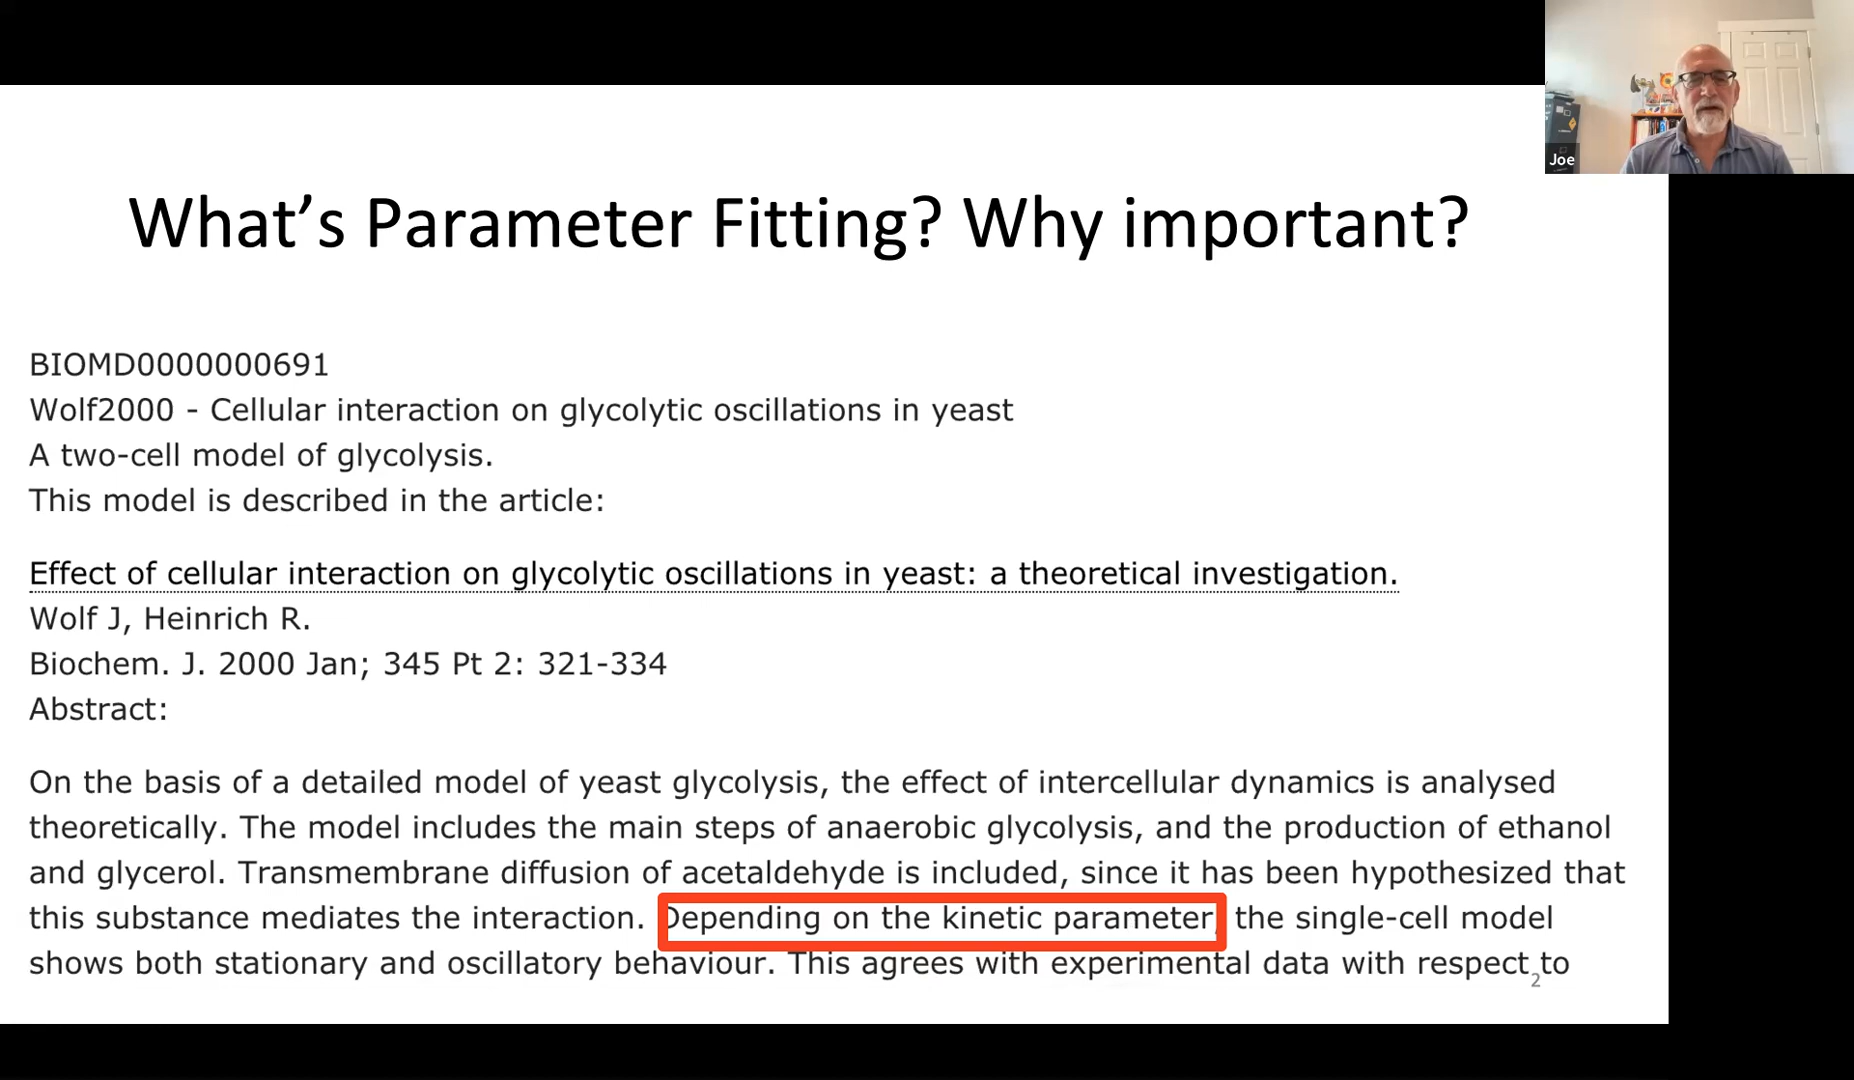 Joe
What’s Parameter Fitting? Why important?
BIOMD0000000691
Wolf2000 - Cellular interaction on glycolytic oscillations in yeast
A two-cell model of glycolysis.
This model is described in the article:
Effect of cellular interaction on glycolytic oscillations in yeast: a theoretical investigation.
Wolf J, Heinrich R.
Biochem. J. 2000 Jan; 345 Pt 2: 321-334
Abstract:
On the basis of a detailed model of yeast glycolysis, the effect of intercellular dynamics is analysed
theoretically. The model includes the main steps of anaerobic glycolysis, and the production of ethanol
and glycerol. Transmembrane diffusion of acetaldehyde is included, since it has been hypothesized that
this substance mediates the interaction. Depending on the kinetic parameter, the single-cell model
shows both stationary and oscillatory behaviour. This agrees with experimental data with respect to
2